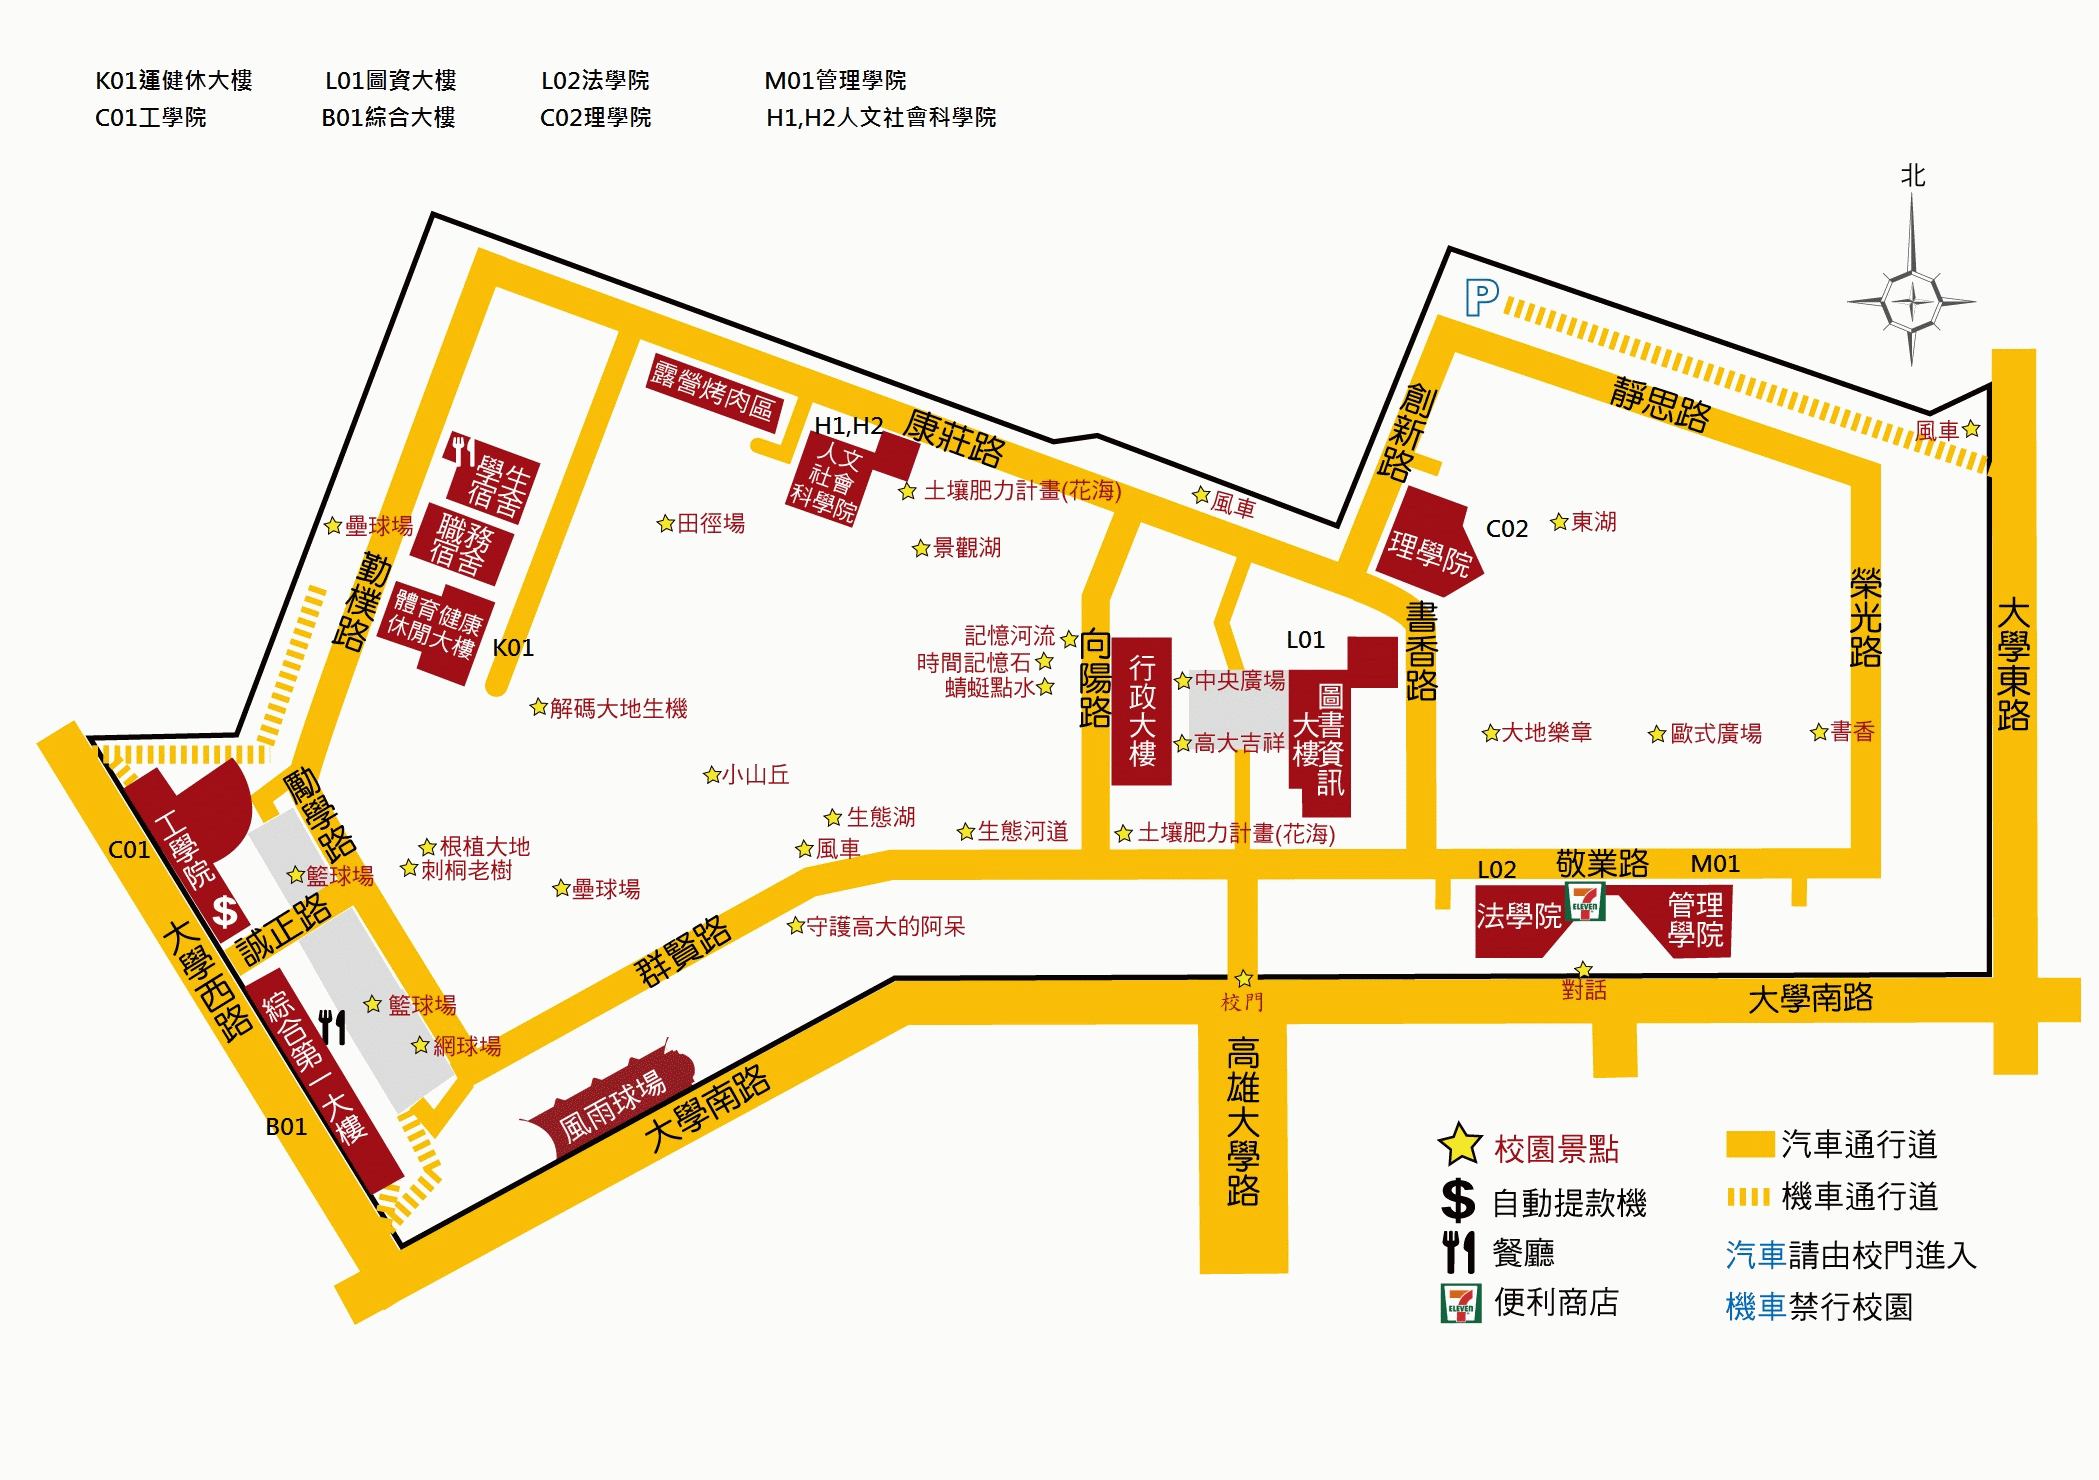 K01運健休大樓 L01圖資大樓 L02法學院 M01管理學院
C01工學院 B01綜合大樓 C02理學院 H1,H2人文社會科學院
北
P
靜思路
創新路
風車
露營烤肉區
H1,H2
康莊路
人文
社會
科學院
土壤肥力計畫(花海)
風車
學生
宿舍
職務
宿舍
壘球場
田徑場
景觀湖
理學院
C02
東湖
勤樸路
體育健康
休閒大樓
K01
記憶河流
時間記憶石
蜻蜓點水
向陽路
行政大樓
L01
中央廣場
高大吉祥
圖書資訊
大樓
書香路
榮光路
大學東路
解碼大地生機
大地樂章
歐式廣場
書香
小山丘
勵學路
工學院
C01
$
籃球場
根植大地
刺桐老樹
壘球場
生態湖
風車
生態河道
土壤肥力計畫(花海)
L02
敬業路
M01
法學院
7
ELEVEN
管理
學院
誠正路
大學西路
群賢路
守護高大的阿呆
綜合第一大樓
籃球場
網球場
B01
風雨球場
大學南路
校門
對話
大學南路
高雄大學路
校園景點
$ 自動提款機
餐廳
7
ELEVEN
便利商店
汽車通行道
機車通行道
汽車請由校門進入
機車禁行校園